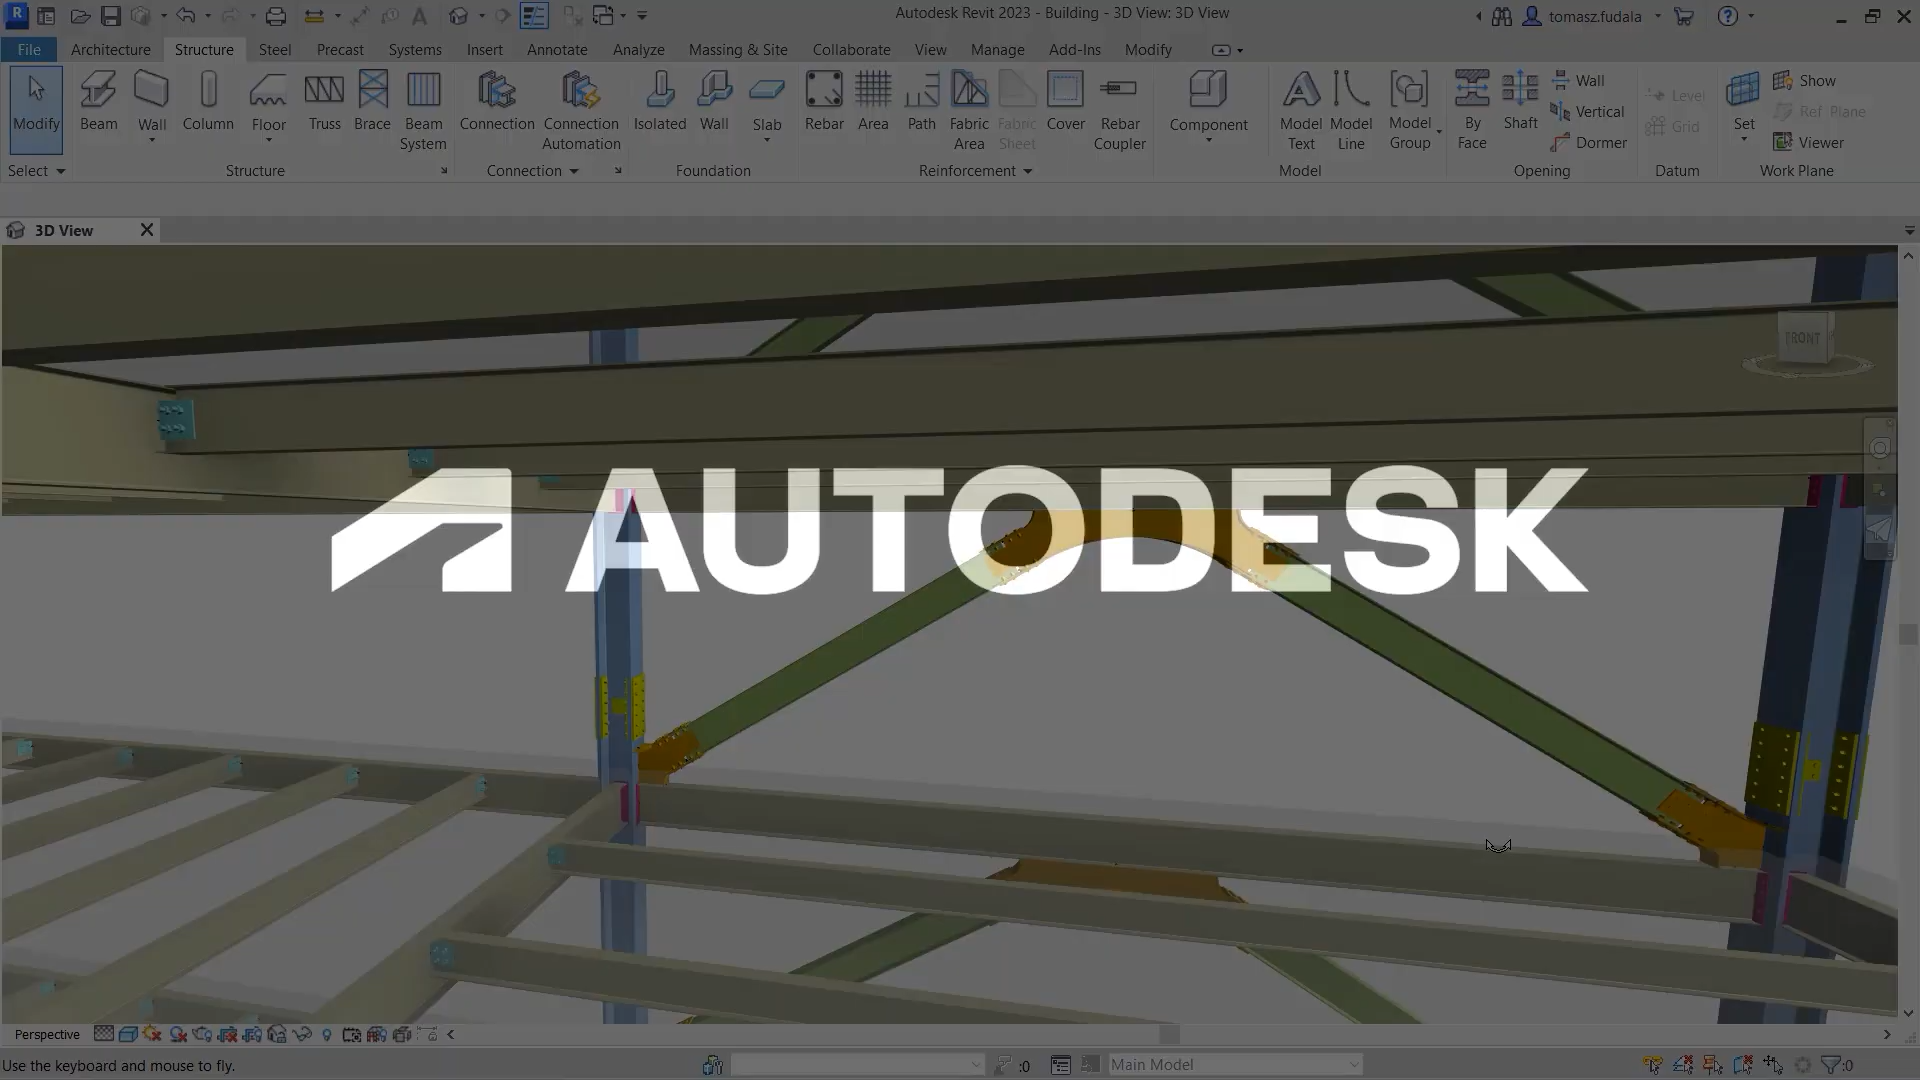 Autodesk Revit 2023 - Building - 3D View: 3D View
tomasz.fudala
File Architecture Structure Steel Precast Systems Insert Annotate Analyze Massing & Site Collaborate View Manage Add-Ins Modify
Modify
Beam
Wall
Column
Floor
Truss
Brace
Beam
System
Connection
Connection
Automation
Isolated
Wall
Slab
Rebar
Area
Path
Fabric
Area
Fabric
Sheet
Cover
Rebar
Coupler
Component
Model
Text
Model
Line
Model
Group
By
Face
Shaft
Wall
Vertical
Dormer
Level
Grid
Set
Show
Ref Plane
Viewer
Select Structure Connection Foundation Reinforcement Model Opening Datum Work Plane
3D View
FRONT
AUTODESK
Perspective
Use the keyboard and mouse to fly.
:0
Main Model
:0